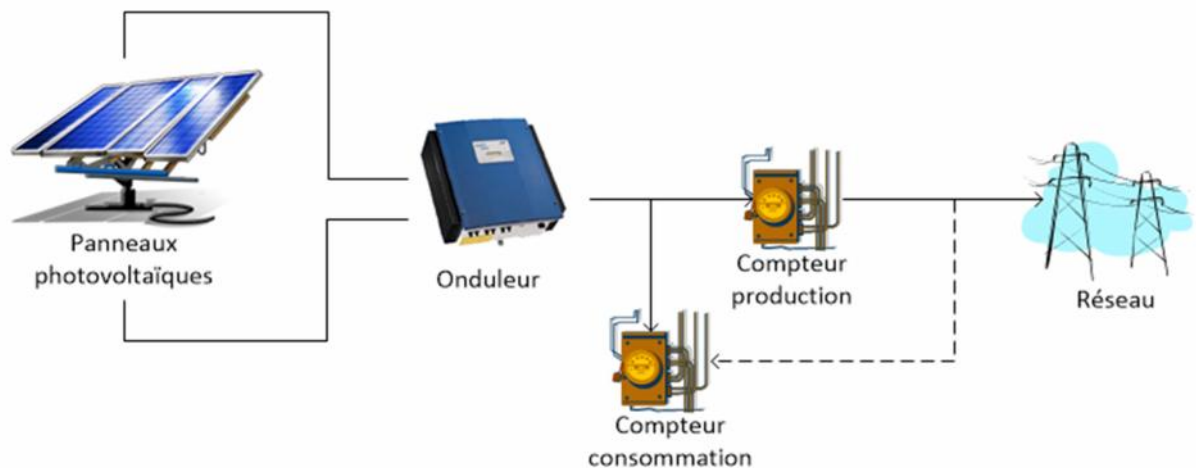 Panneaux
photovoltaïques
Onduleur
Compteur
production
Réseau
Compteur
consommation